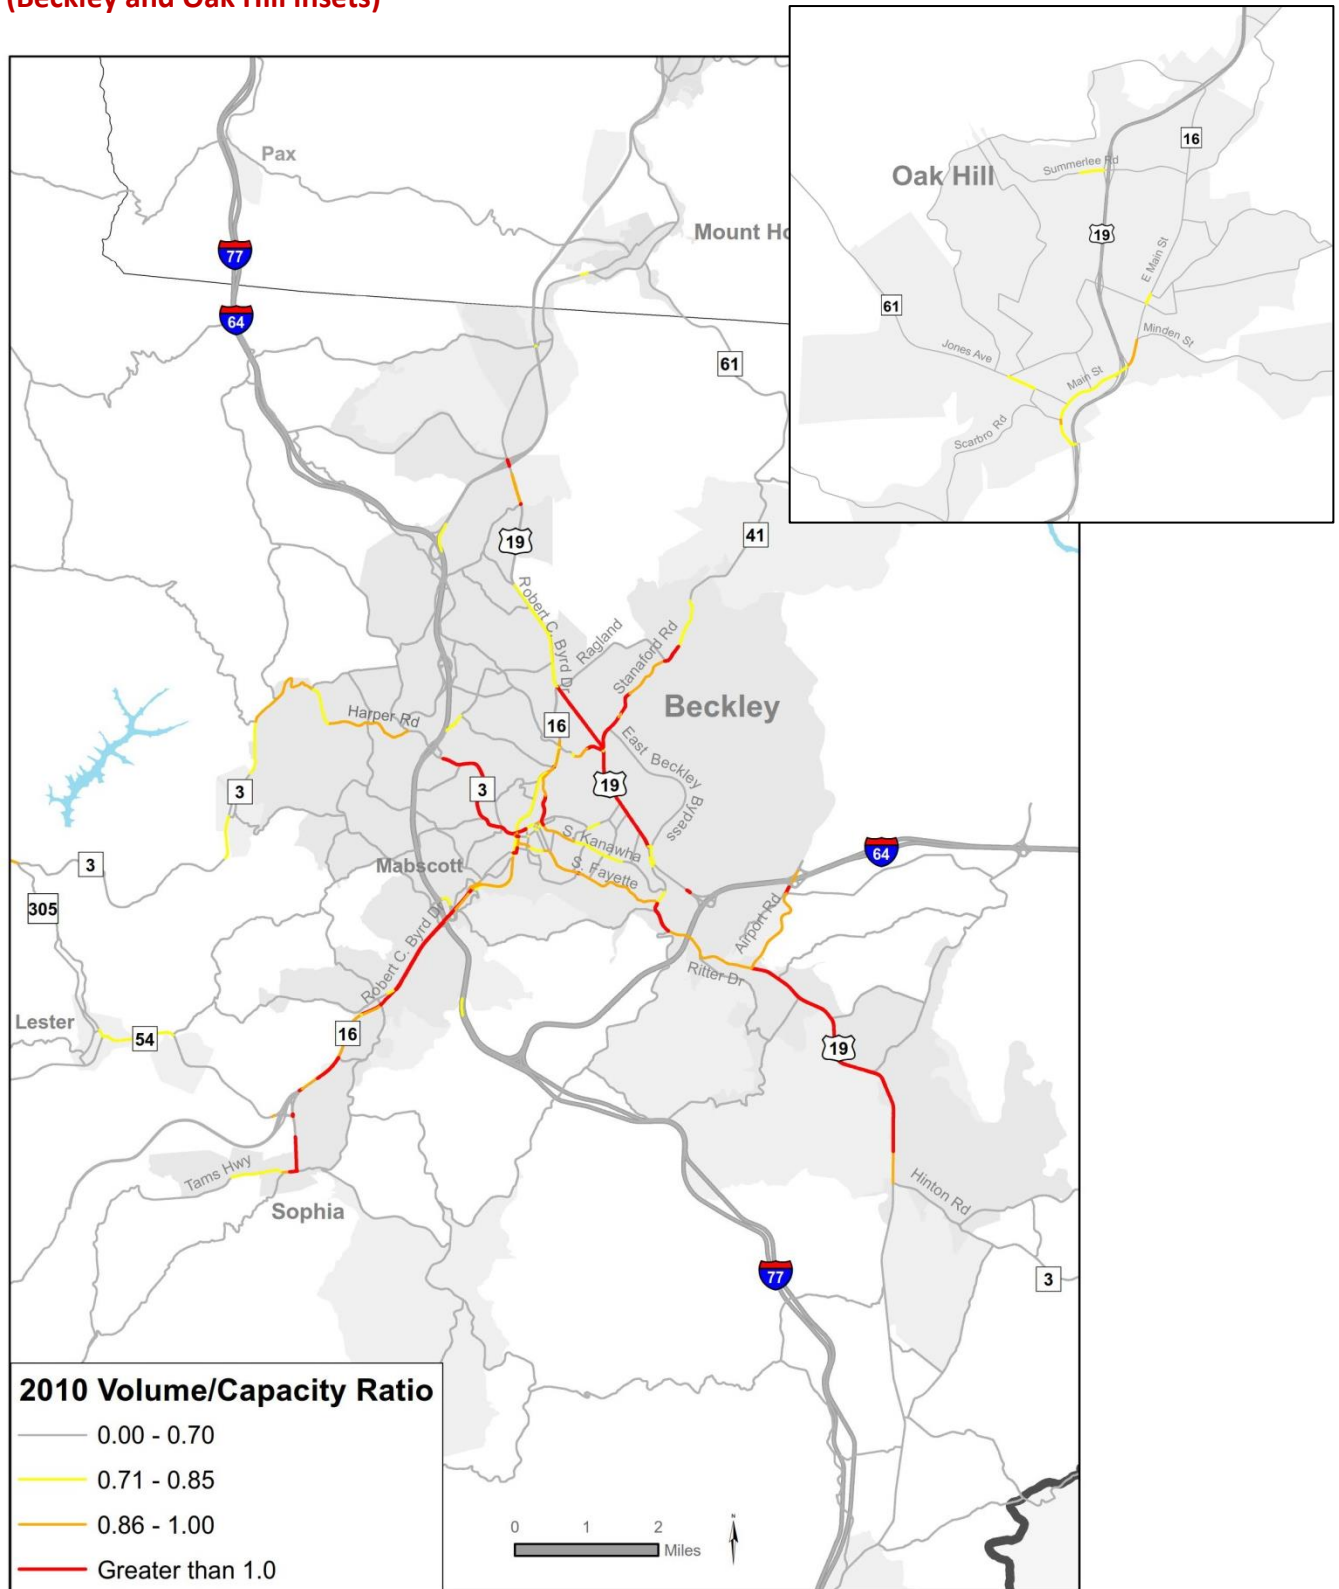 (Beckley and Oak Hill Insets)
Oak Hill
Summerlee Rd
16
19
E Main St
61
Minden St
Jones Ave
Main St
Scarbro Rd
Pax
77
Mount
64
61
41
19
Robert C. Byrd Dr
Ragland
Stanaford Rd
Beckley
Harper Rd
16
East Beckley Bypass
3
3
19
S. Kanawha
64
3
Mabscott
S. Fayette
305
Airport Rd
Robert C. Byrd Dr
Ritter Dr
Lester
54
16
19
Tams Hwy
Sophia
Hinton Rd
77
3
2010 Volume/Capacity Ratio
0.00 - 0.70
0.71 - 0.85
0.86 - 1.00
Greater than 1.0
0 1 2
Miles
N